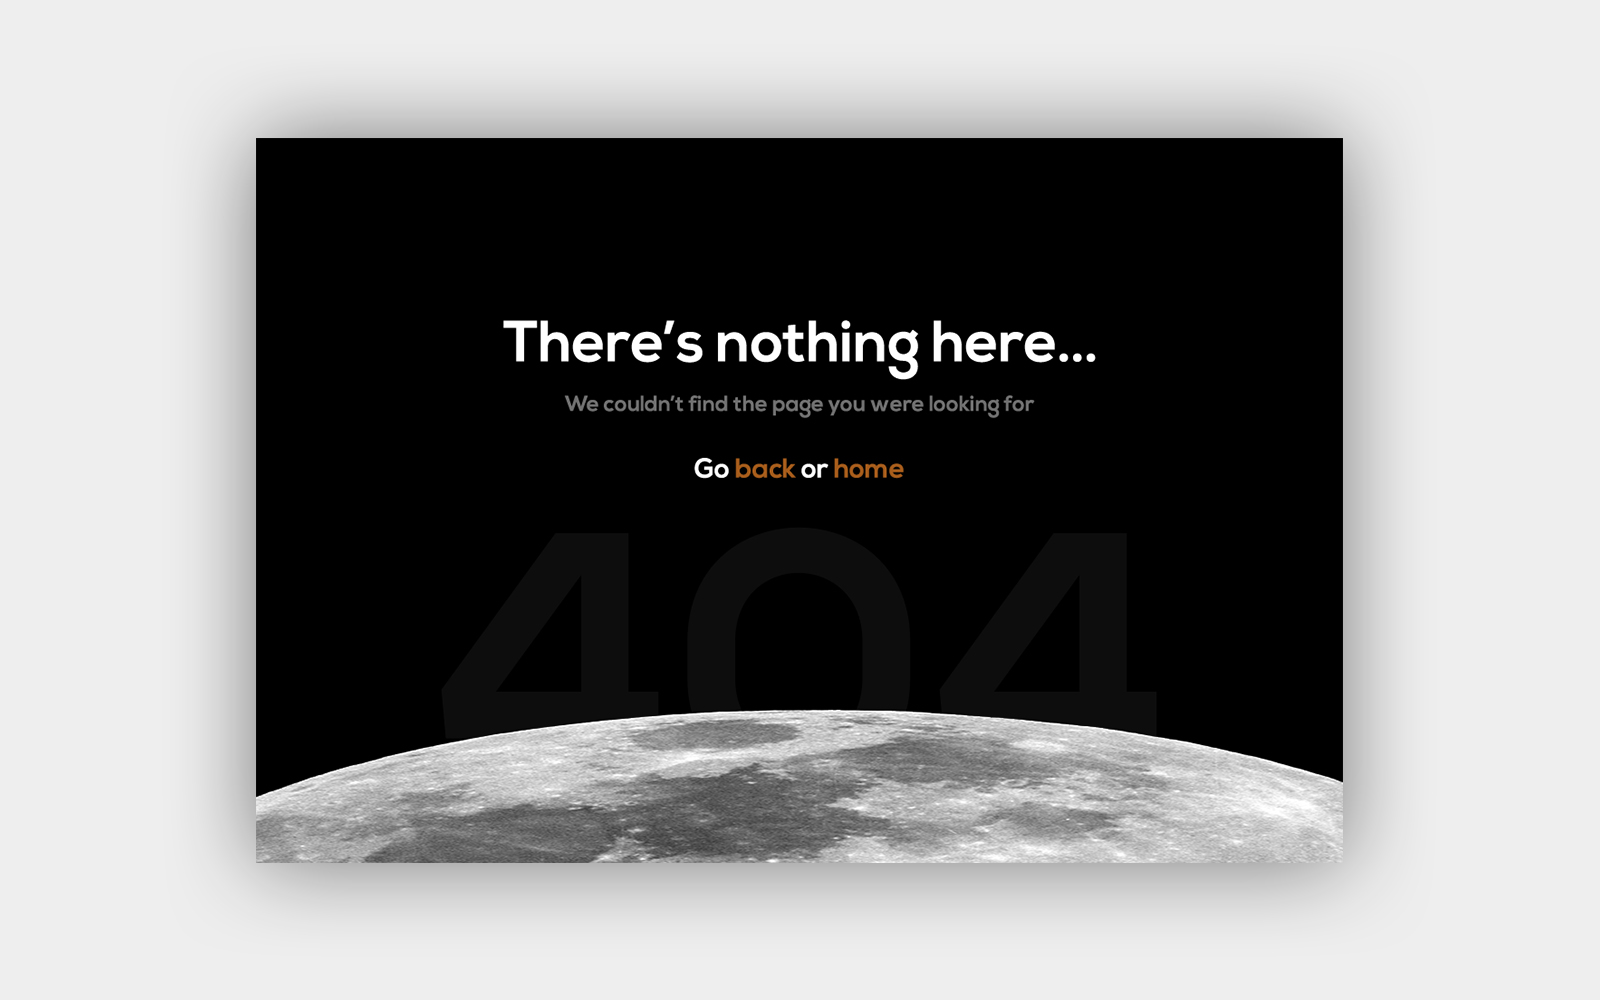 There’s nothing here...
We couldn’t find the page you were looking for
Go back or home
404